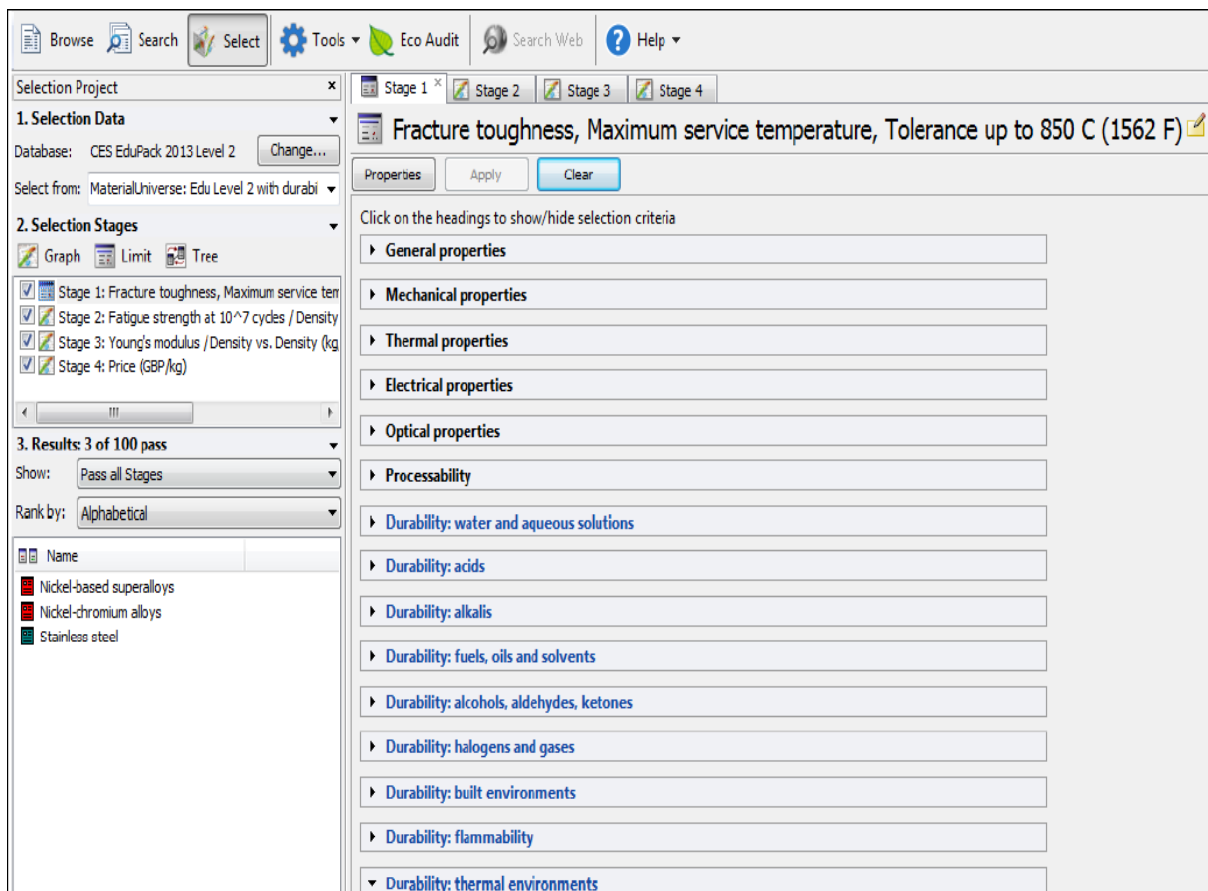 Browse Search Select Tools Eco Audit Search Web Help
Selection Project x
1. Selection Data
Database: CES EduPack 2013 Level 2 Change...
Select from: MaterialUniverse: Edu Level 2 with durabi
2. Selection Stages
Graph Limit Tree
Stage 1: Fracture toughness, Maximum service tem
Stage 2: Fatigue strength at 10^7 cycles / Density
Stage 3: Young's modulus / Density vs. Density (kg
Stage 4: Price (GBP/kg)
3. Results: 3 of 100 pass
Show: Pass all Stages
Rank by: Alphabetical
Name
Nickel-based superalloys
Nickel-chromium alloys
Stainless steel
Stage 1 x Stage 2 Stage 3 Stage 4
Fracture toughness, Maximum service temperature, Tolerance up to 850 C (1562 F)
Properties Apply Clear
Click on the headings to show/hide selection criteria
General properties
Mechanical properties
Thermal properties
Electrical properties
Optical properties
Processability
Durability: water and aqueous solutions
Durability: acids
Durability: alkalis
Durability: fuels, oils and solvents
Durability: alcohols, aldehydes, ketones
Durability: halogens and gases
Durability: built environments
Durability: flammability
Durability: thermal environments